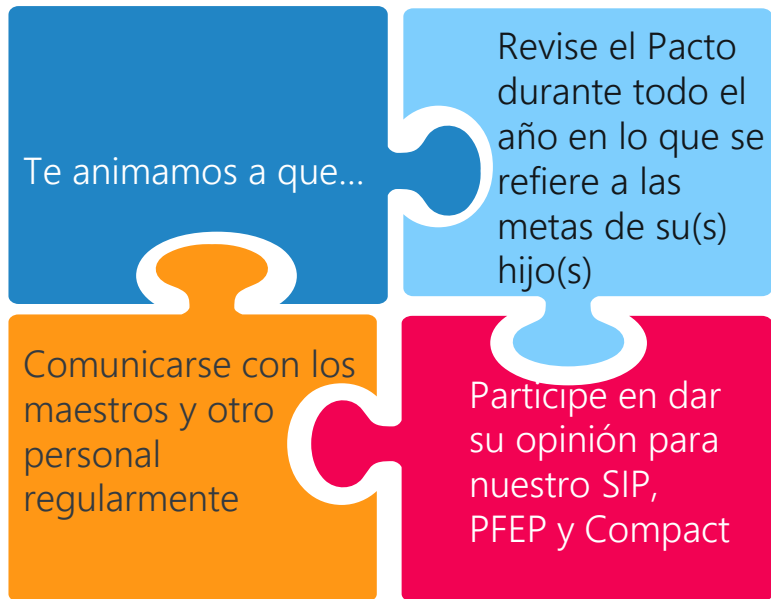 Te animamos a que...
Revise el Pacto
durante todo el
año en lo que se
refiere a las
metas de su(s)
hijo(s)
Comunicarse con los
maestros y otro
personal
regularmente
Participe en dar
su opinión para
nuestro SIP,
PFEP y Compact